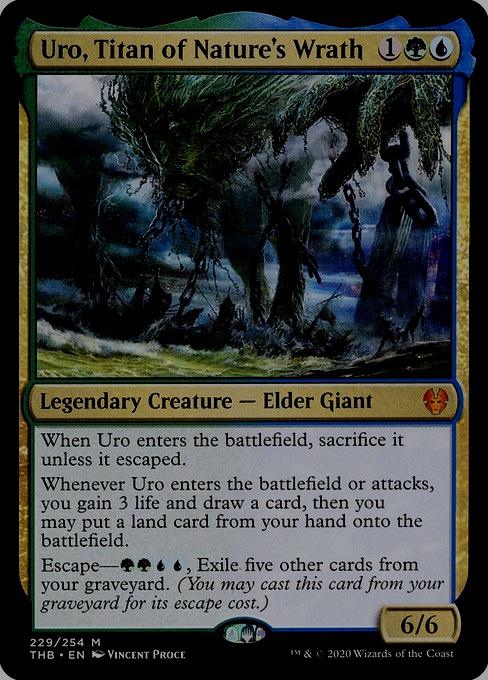 Uro, Titan of Nature's Wrath 1
Legendary Creature — Elder Giant
When Uro enters the battlefield, sacrifice it
unless it escaped.
Whenever Uro enters the battlefield or attacks,
you gain 3 life and draw a card, then you
may put a land card from your hand onto the
battlefield.
Escape—, Exile five other cards from
your graveyard. (You may cast this card from your
graveyard for its escape cost.)
6/6
229/254 M
THB • EN Vincent Proce
™ & © 2020 Wizards of the Coast